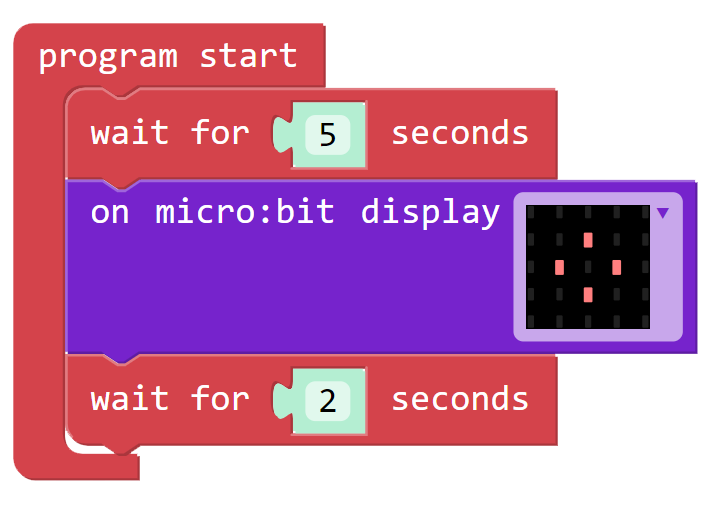 program start
wait for 5 seconds
on micro:bit display
wait for 2 seconds